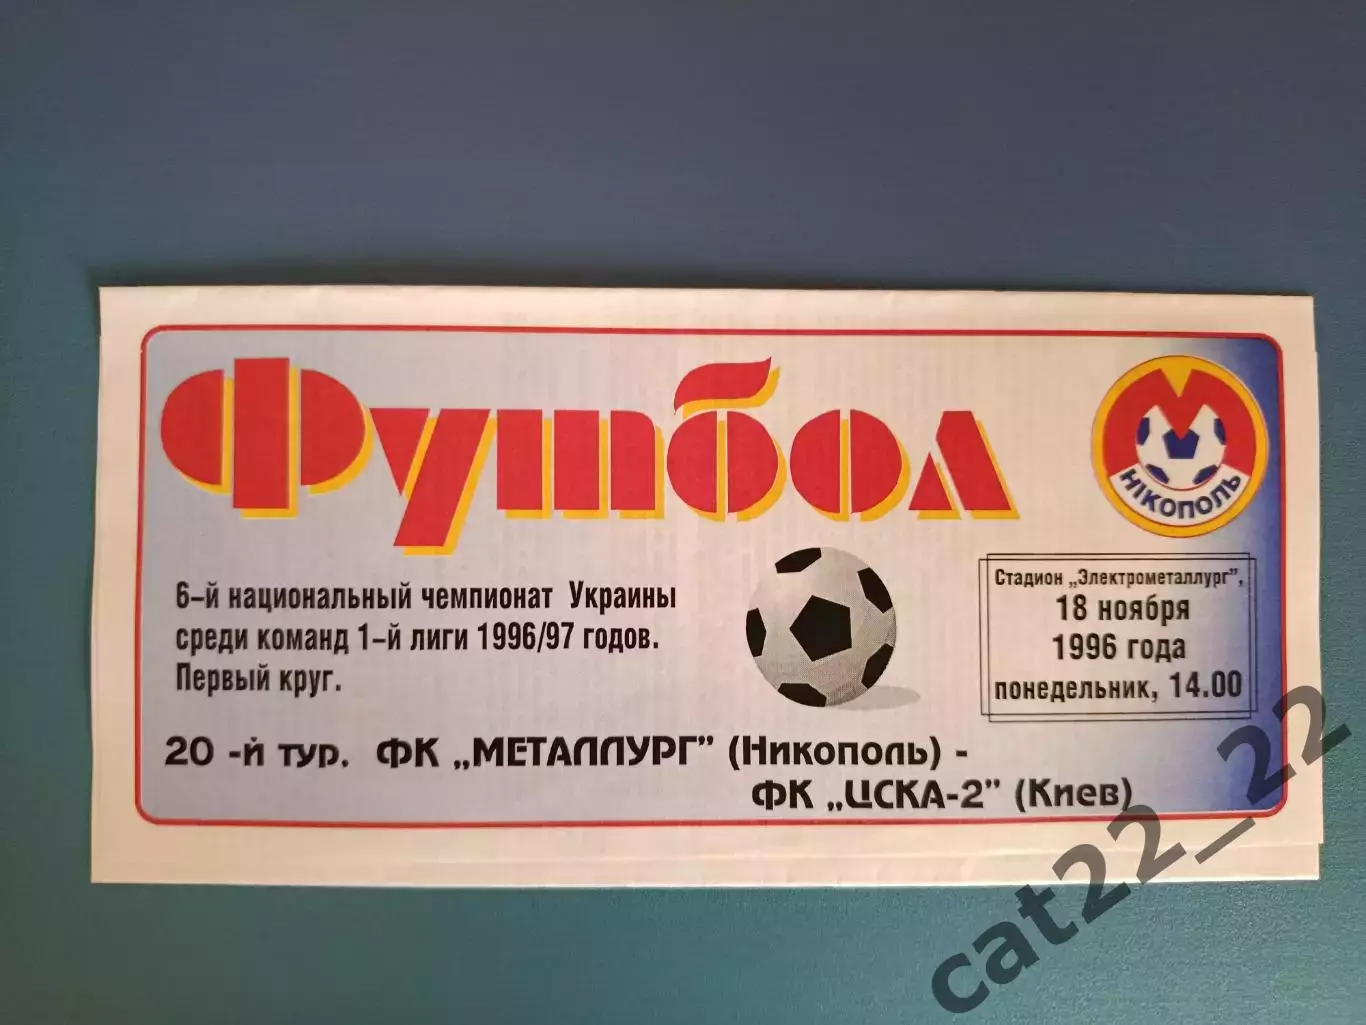 Футбол
НІКОПОЛЬ
6-й национальный чемпионат Украины
среди команд 1-й лиги 1996/97 годов.
Первый круг.
Стадион „Электрометаллург”,
18 ноября
1996 года
понедельник, 14.00
20 -й тур. ФК „МЕТАЛЛУРГ” (Никополь) -
ФК „ЦСКА-2” (Киев)
cat22_22